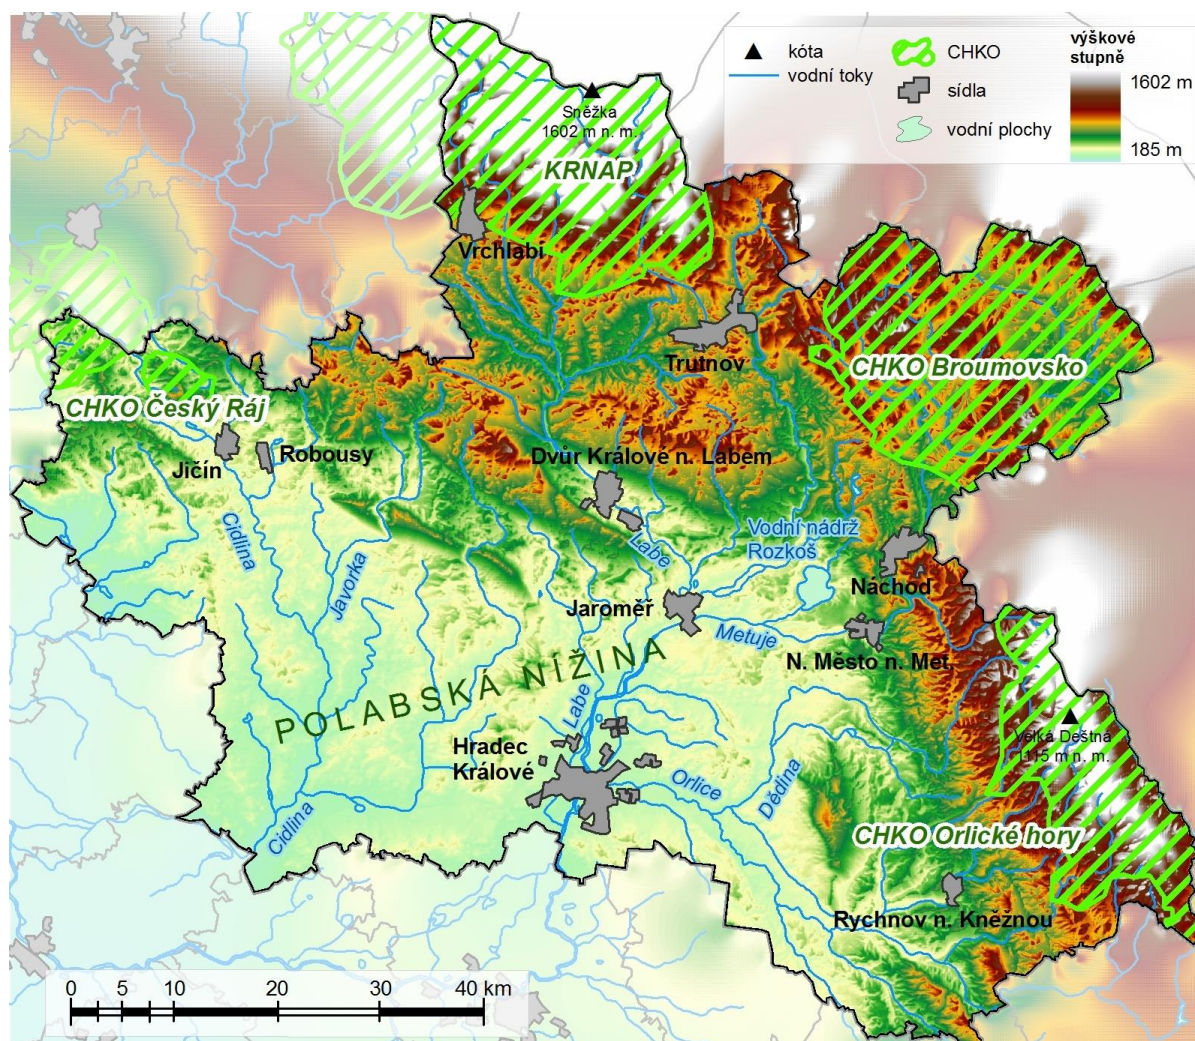 kóta
vodní toky
CHKO
sídla
vodní plochy
výškové
stupně
1602 m
185 m
Sněžka
1602 m n. m.
KRNAP
Vrchlabí
Trutnov
CHKO Broumovsko
CHKO Český Ráj
Jičín
Robousy
Dvůr Králové n. Labem
Cidlina
Javorka
Labe
Vodní nádrž
Rozkoš
Náchod
Jaroměř
Metuje
N. Město n. Met.
POLABSKÁ NÍŽINA
Labe
Velká Deštná
1115 m n. m.
Hradec
Králové
Orlice
Dědina
Cidlina
CHKO Orlické hory
Rychnov n. Kněžnou
0 5 10 20 30 40 km